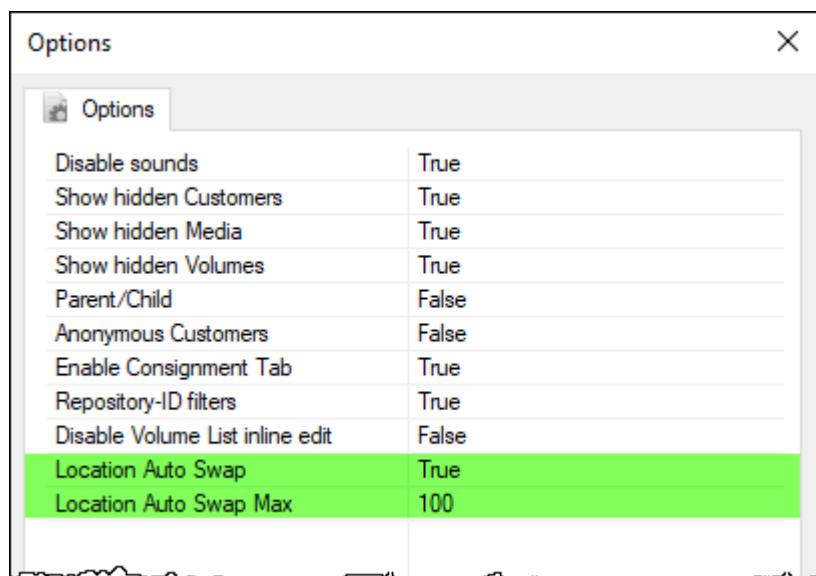 Options
Options
Disable sounds True
Show hidden Customers True
Show hidden Media True
Show hidden Volumes True
Parent/Child False
Anonymous Customers False
Enable Consignment Tab True
Repository-ID filters True
Disable Volume List inline edit False
Location Auto Swap True
Location Auto Swap Max 100